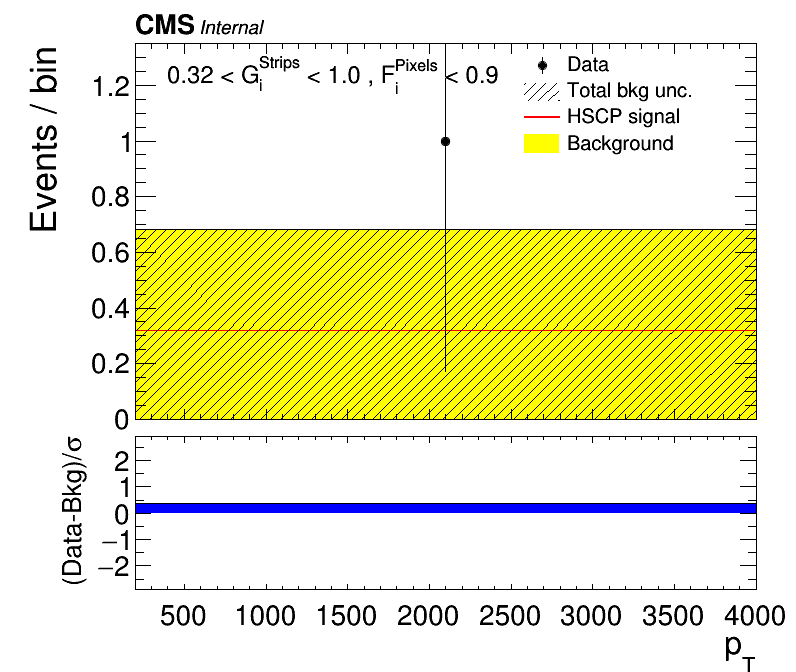 CMS Internal
0.32 < G_i^Strips < 1.0 , F_i^Pixels < 0.9
Data
Total bkg unc.
HSCP signal
Background
Events / bin
1.2
1
0.8
0.6
0.4
0.2
0
(Data-Bkg)/σ
2
1
0
−1
−2
500 1000 1500 2000 2500 3000 3500 4000
p_T